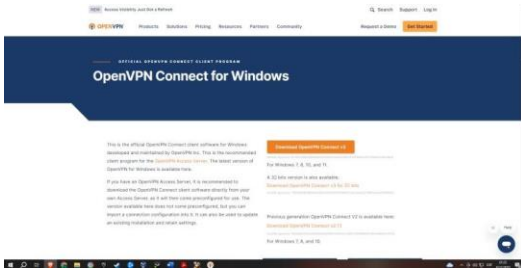 Access Visibility, Just Like a Netflow
Search Support Log In
OPENVPN Products Solutions Pricing Resources Partners Community Request a Demo Get Started
OFFICIAL OPENVPN CONNECT CLIENT PROGRAM
OpenVPN Connect for Windows
This is the official OpenVPN Connect client software for Windows
developed and maintained by OpenVPN Inc. This is the recommended
client program for the OpenVPN Access Server. The latest version of
OpenVPN for Windows is available here.
If you have an OpenVPN Access Server, it is recommended to
download the OpenVPN Connect client software directly from your
own Access Server, as it will then come preconfigured for use. The
version available here does not come preconfigured, but you can
import a connection configuration into it. It can also be used to update
an existing installation and retain settings.
Download OpenVPN Connect v3
For Windows 7, 8, 10, and 11.
A 32 bits version is also available:
Download OpenVPN Connect v3 for 32 bits
Previous generation OpenVPN Connect V2 is available here:
Download OpenVPN Connect v2.7.1
For Windows 7, 8, and 10.